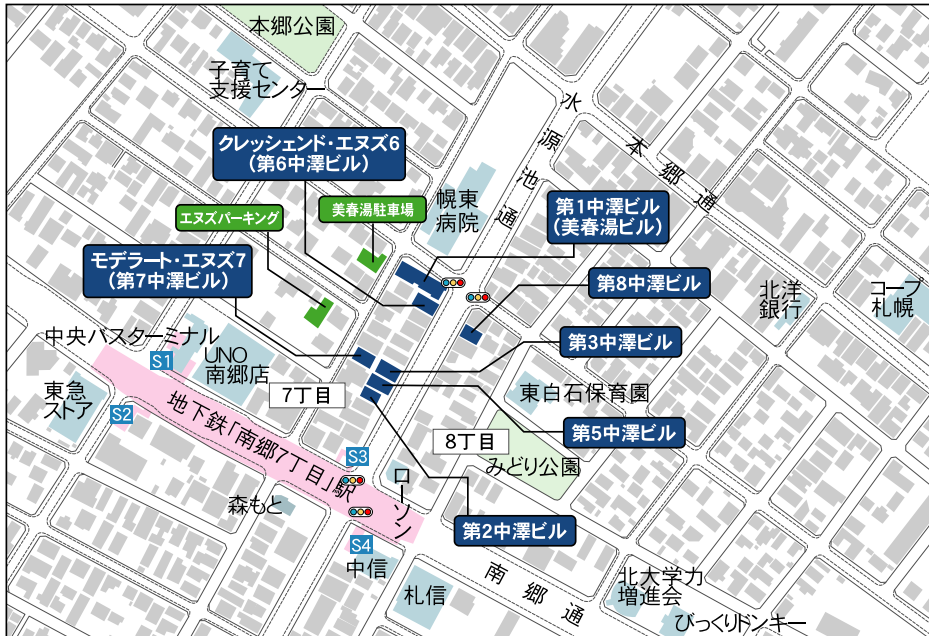 本郷公園
子育て
支援センター
水源池通
本郷通
クレッシェンド・エヌズ6
(第6中澤ビル)
幌東
病院
エヌズパーキング
美春湯駐車場
第1中澤ビル
(美春湯ビル)
モデラート・エヌズ7
(第7中澤ビル)
第8中澤ビル
北洋
銀行
コープ
札幌
中央バスターミナル
S1
UNO
南郷店
第3中澤ビル
東急
ストア
S2
7丁目
東白石保育園
地下鉄「南郷7丁目」駅
8丁目
第5中澤ビル
S3
みどり公園
ローソン
森もと
第2中澤ビル
S4
中信
札信
南郷通
北大学力
増進会
びっくりドンキー